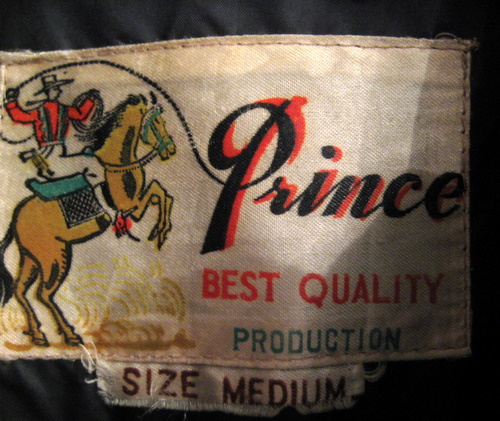 Prince
BEST QUALITY
PRODUCTION
SIZE MEDIUM